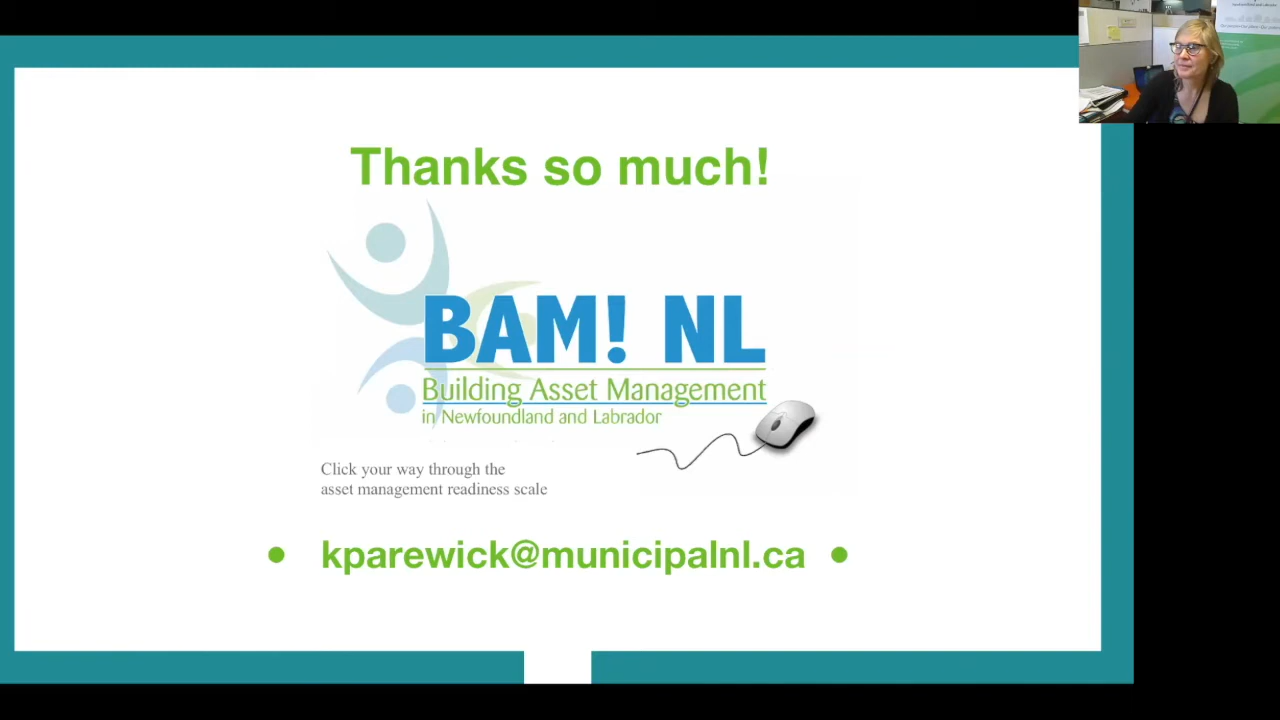 Thanks so much!
BAM! NL
Building Asset Management
in Newfoundland and Labrador
Click your way through the
asset management readiness scale
• kparewick@municipalnl.ca •